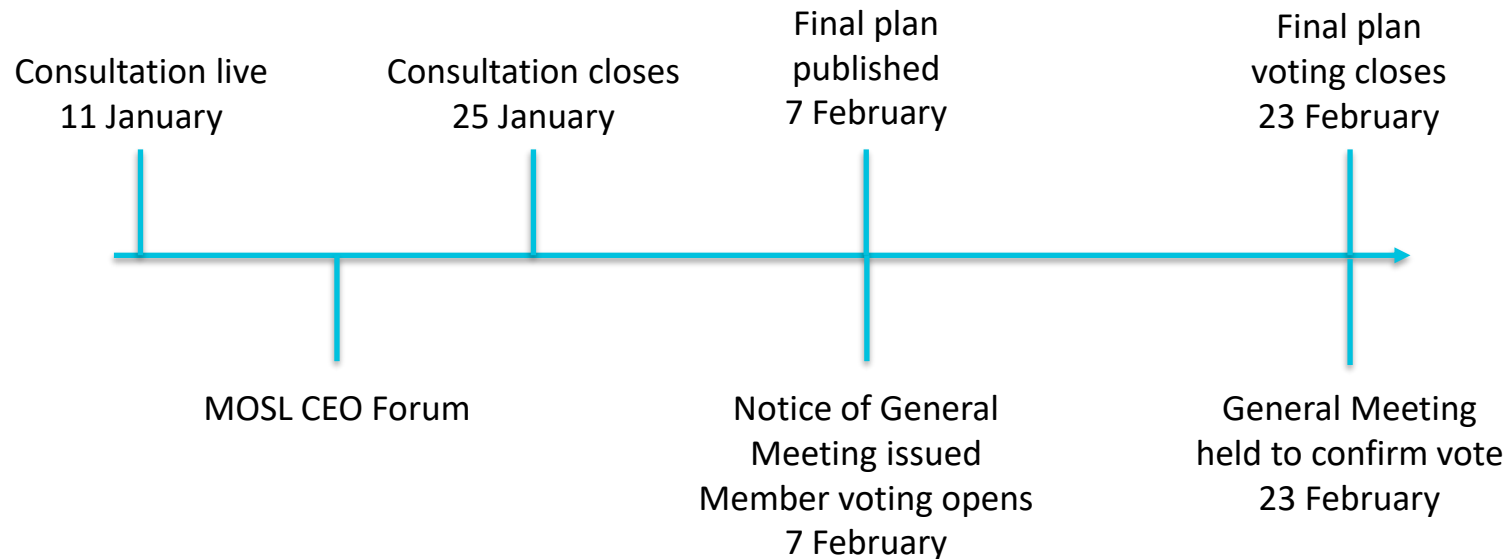 Consultation live
11 January
Consultation closes
25 January
Final plan
published
7 February
Final plan
voting closes
23 February
MOSL CEO Forum
Notice of General
Meeting issued
Member voting opens
7 February
General Meeting
held to confirm vote
23 February